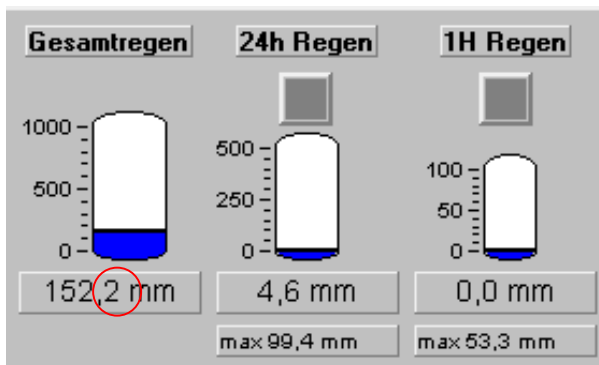 Gesamtregen
24h Regen
1H Regen
1000
500
0
500
250
0
100
50
0
152,2 mm
4,6 mm
0,0 mm
max 99,4 mm
max 53,3 mm